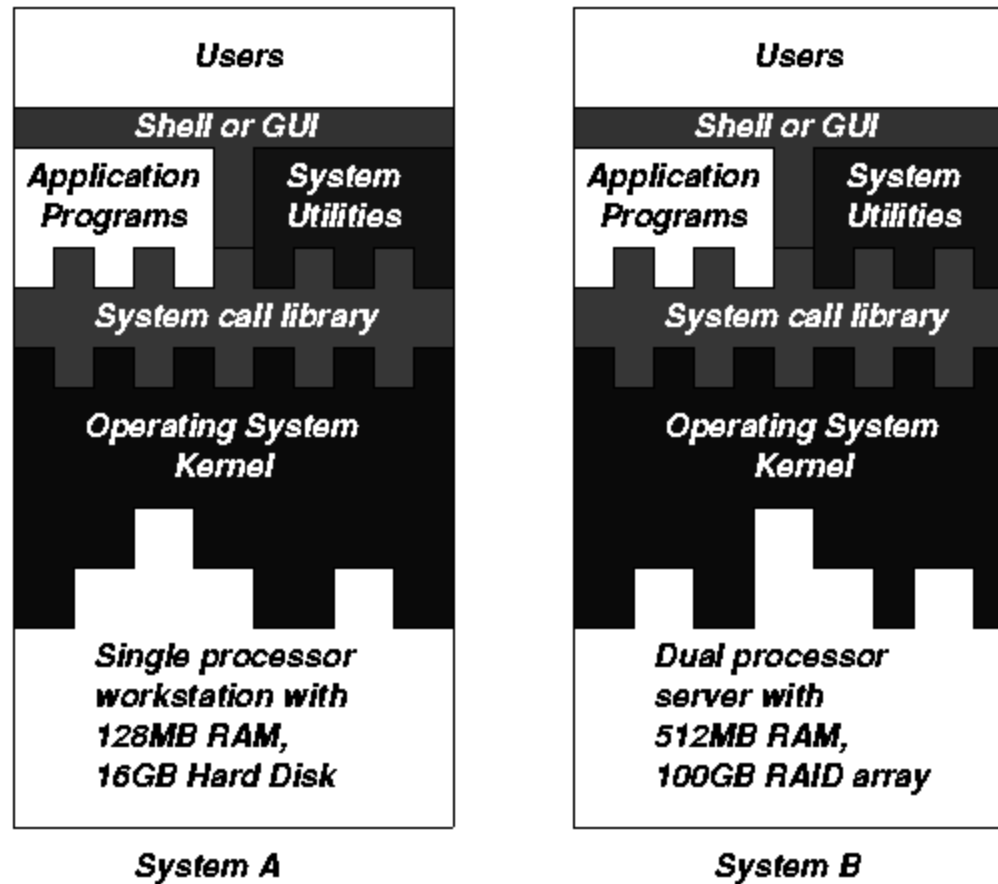 Users
Shell or GUI
Application
Programs
System
Utilities
System call library
Operating System
Kernel
Single processor
workstation with
128MB RAM,
16GB Hard Disk
System A
Users
Shell or GUI
Application
Programs
System
Utilities
System call library
Operating System
Kernel
Dual processor
server with
512MB RAM,
100GB RAID array
System B